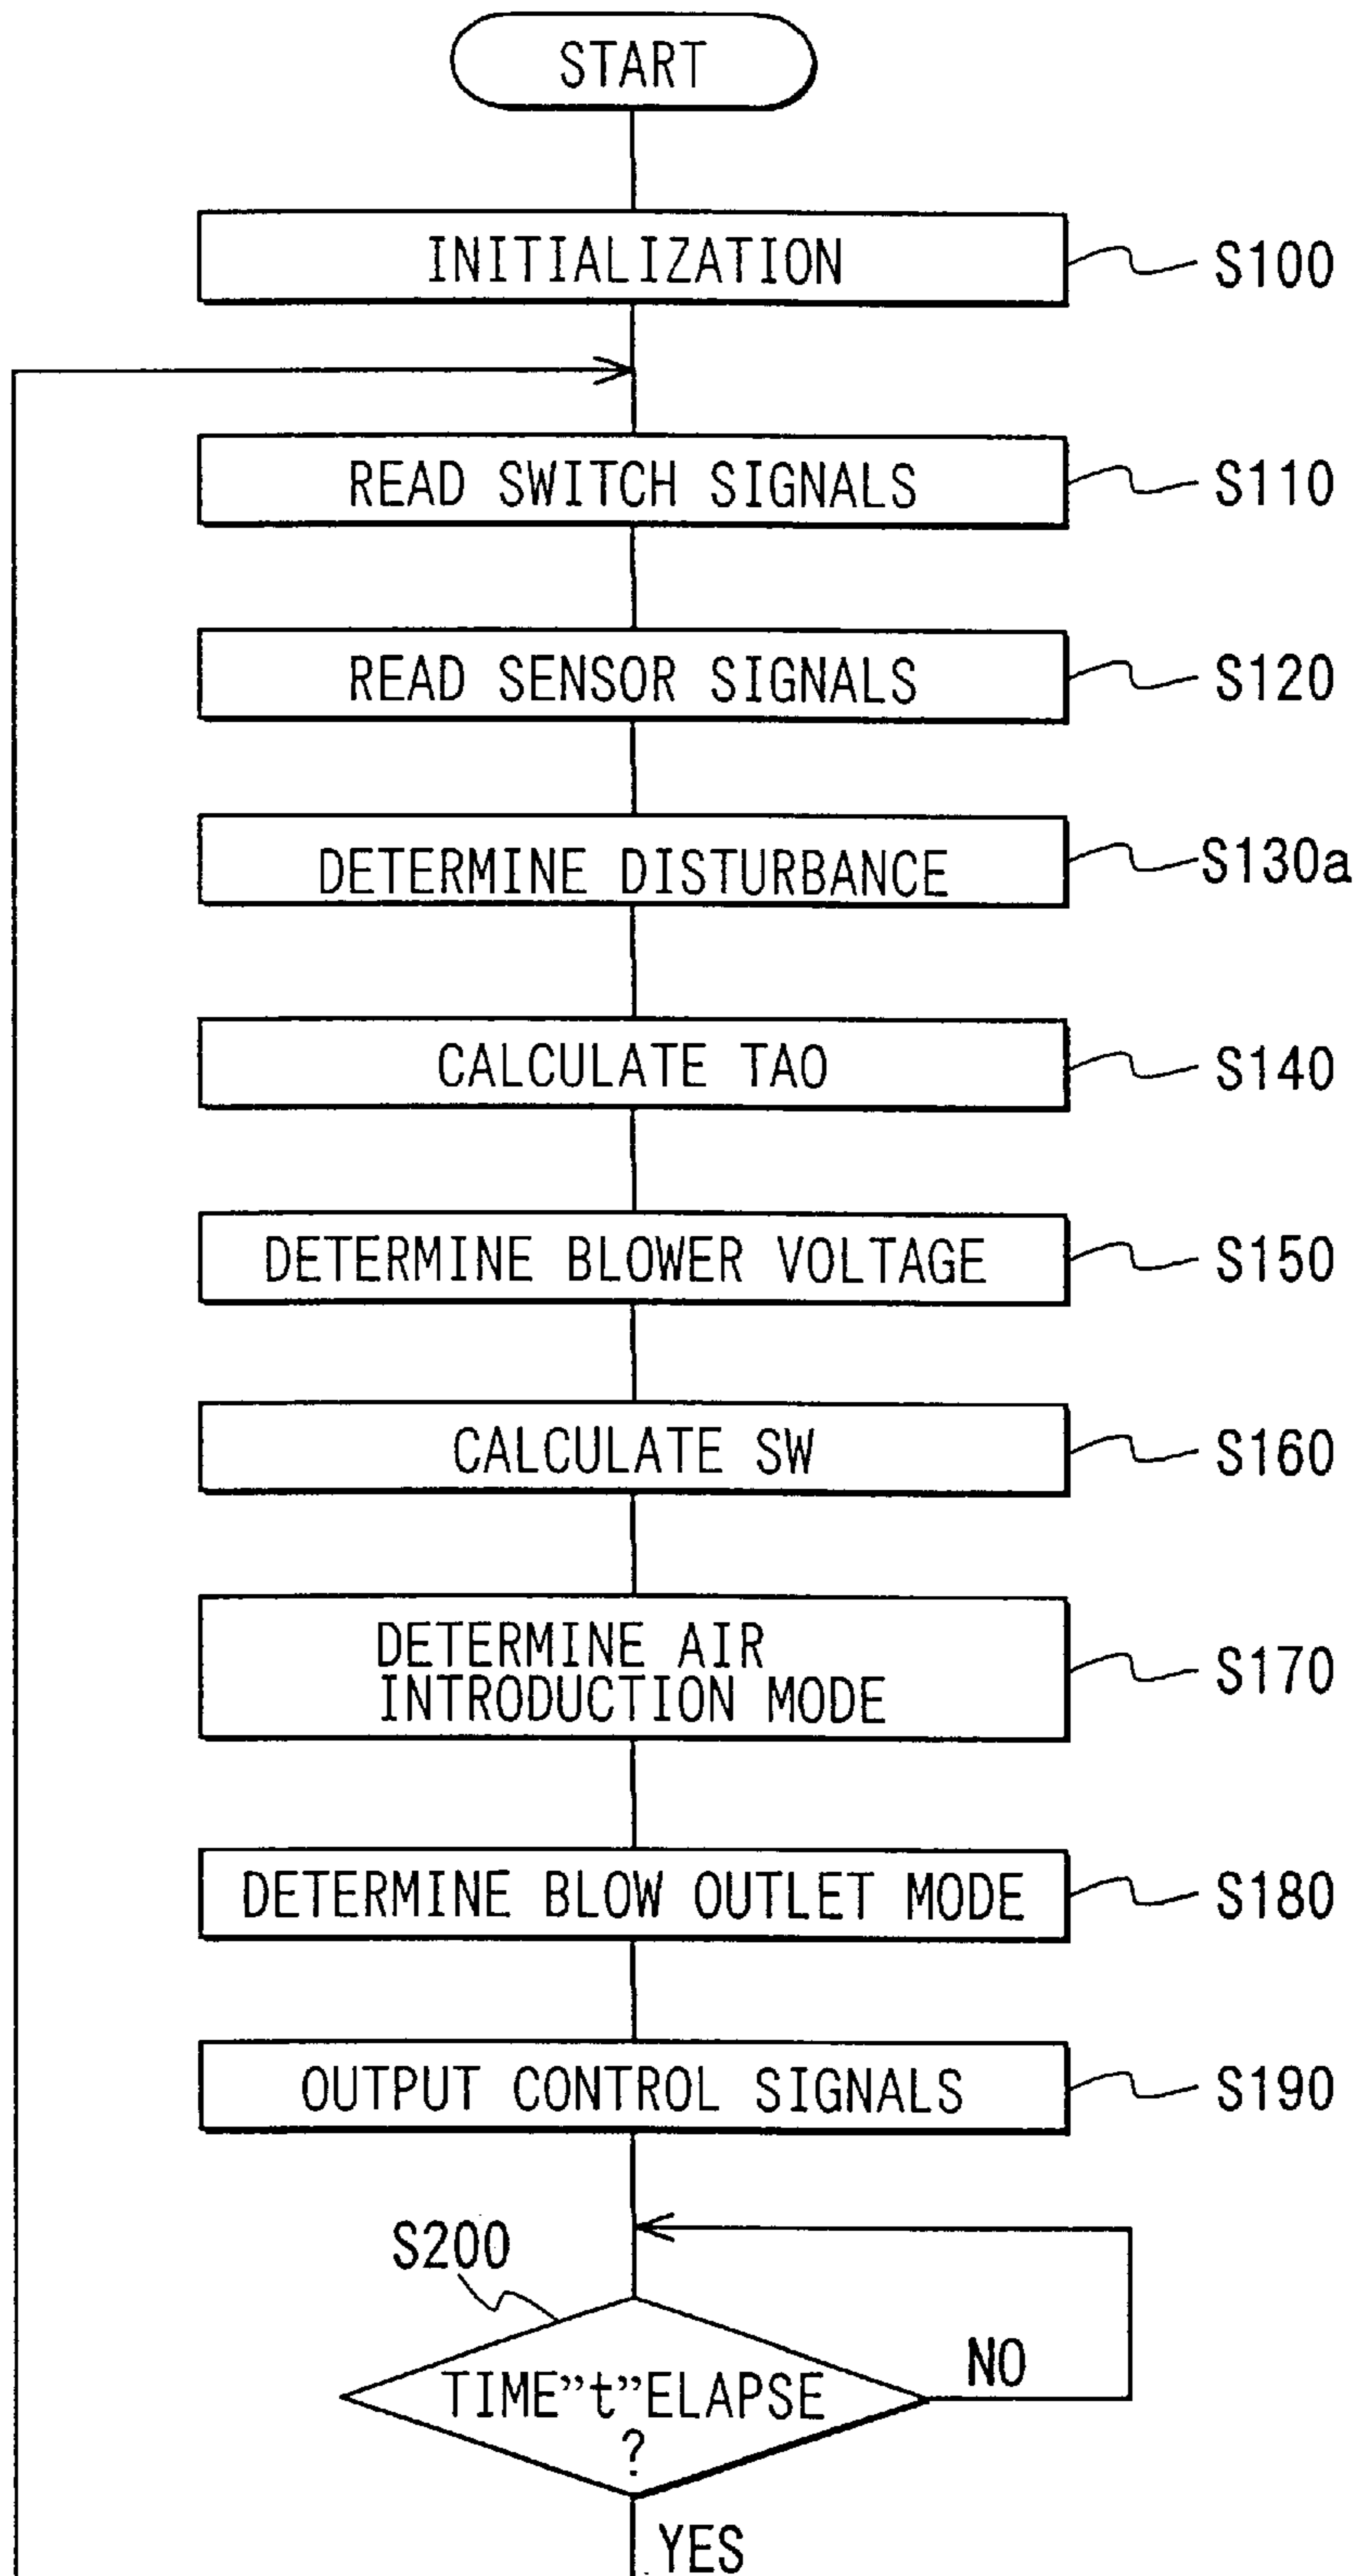 START
INITIALIZATION
S100
READ SWITCH SIGNALS
S110
READ SENSOR SIGNALS
S120
DETERMINE DISTURBANCE
S130a
CALCULATE TAO
S140
DETERMINE BLOWER VOLTAGE
S150
CALCULATE SW
S160
DETERMINE AIR
INTRODUCTION MODE
S170
DETERMINE BLOW OUTLET MODE
S180
OUTPUT CONTROL SIGNALS
S190
S200
TIME”t”ELAPSE
?
NO
YES